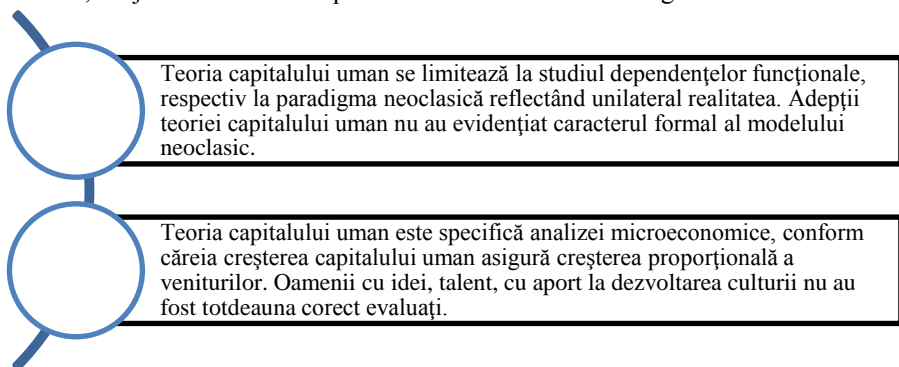 Teoria capitalului uman se limitează la studiul dependenţelor funcţionale,
respectiv la paradigma neoclasică reflectând unilateral realitatea. Adepţii
teoriei capitalului uman nu au evidenţiat caracterul formal al modelului
neoclasic.
Teoria capitalului uman este specifică analizei microeconomice, conform
căreia creşterea capitalului uman asigură creşterea proporţională a
veniturilor. Oamenii cu idei, talent, cu aport la dezvoltarea culturii nu au
fost totdeauna corect evaluaţi.